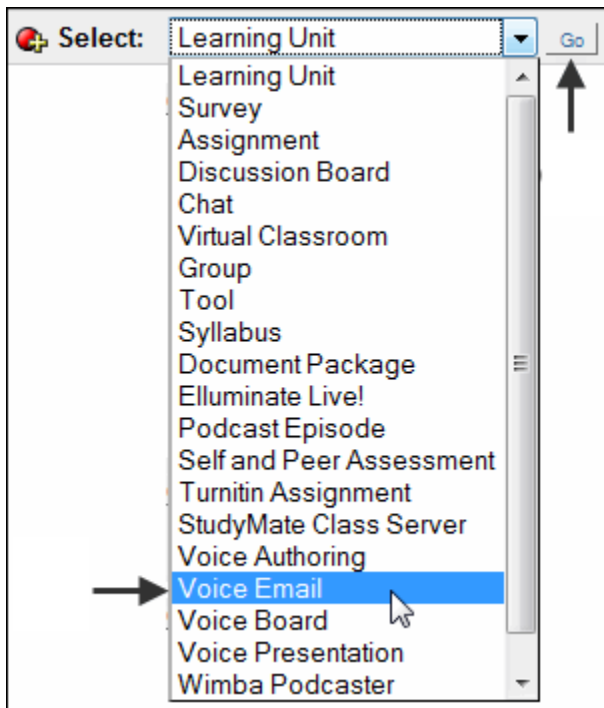 Select: Learning Unit Go
Learning Unit
Survey
Assignment
Discussion Board
Chat
Virtual Classroom
Group
Tool
Syllabus
Document Package
Elluminate Live!
Podcast Episode
Self and Peer Assessment
Turnitin Assignment
StudyMate Class Server
Voice Authoring
Voice Email
Voice Board
Voice Presentation
Wimba Podcaster